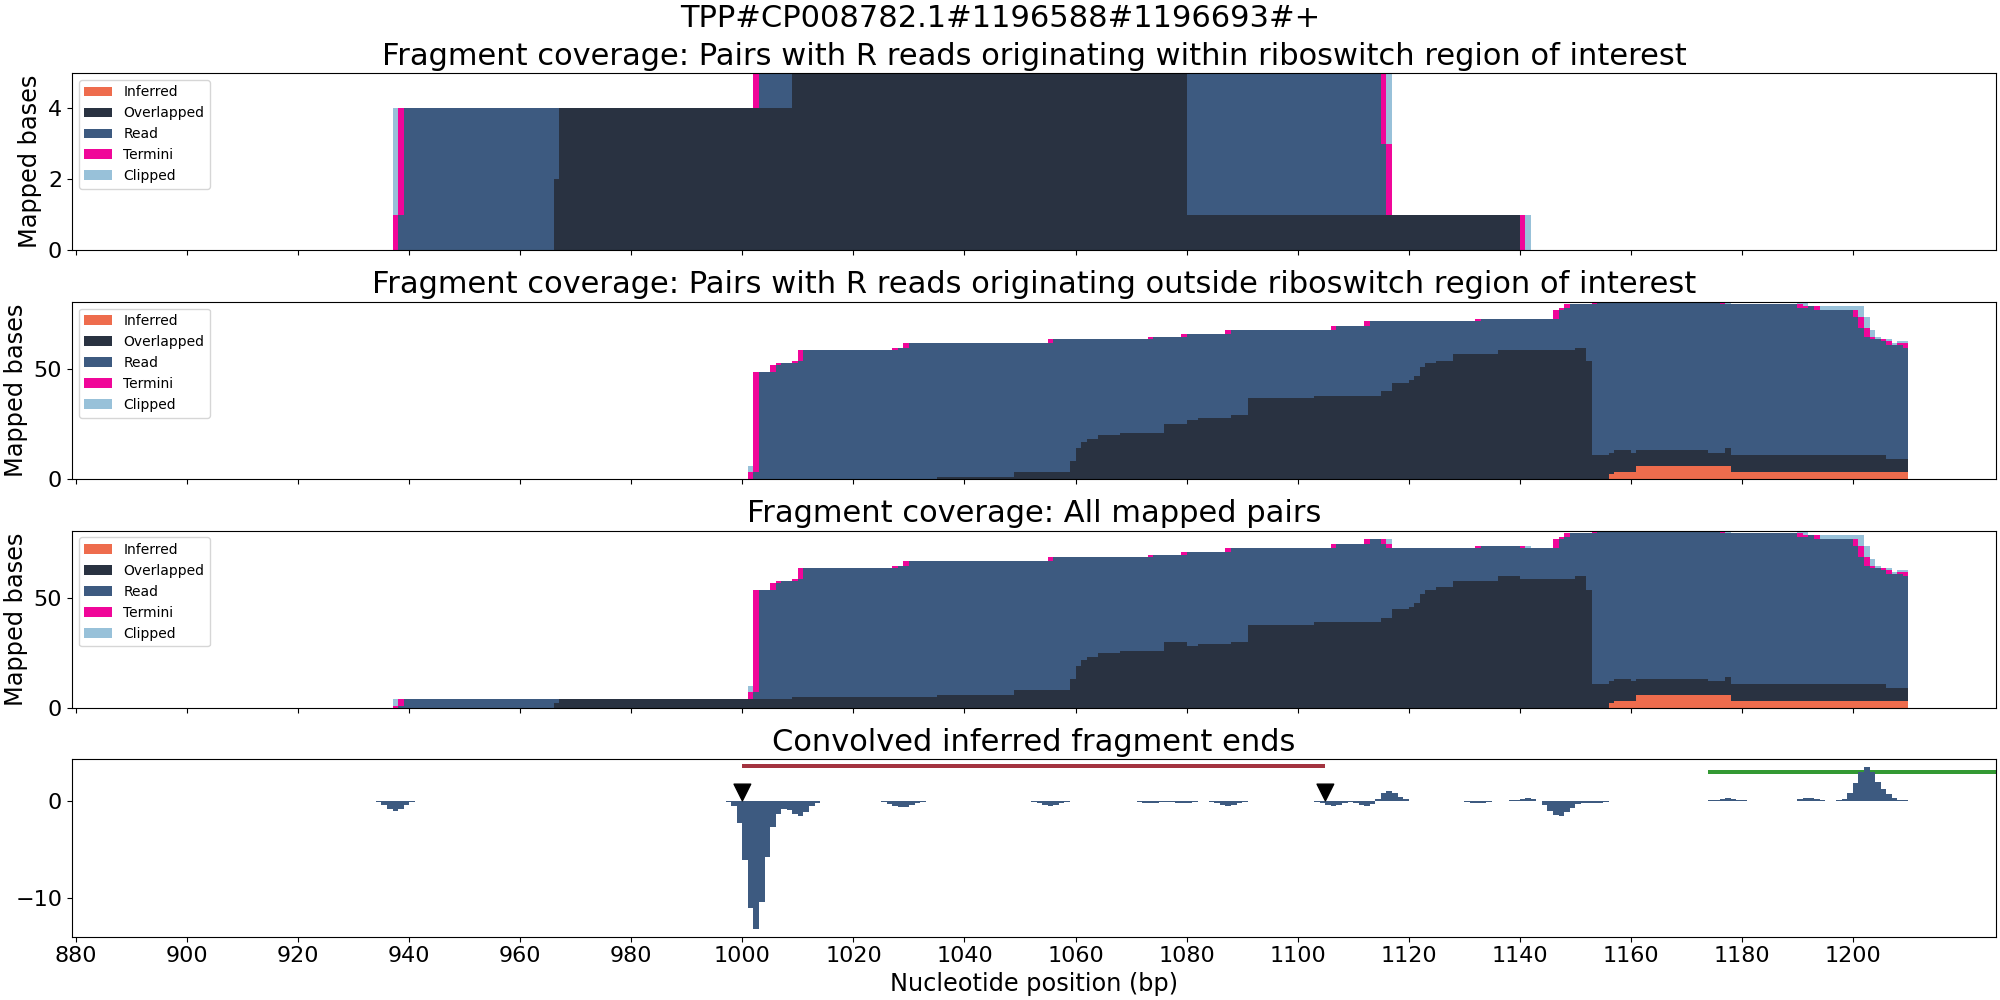 TPP#CP008782.1#1196588#1196693#+
Fragment coverage: Pairs with R reads originating within riboswitch region of interest
Mapped bases
4
2
0
Inferred
Overlapped
Read
Termini
Clipped
Fragment coverage: Pairs with R reads originating outside riboswitch region of interest
Mapped bases
50
0
Inferred
Overlapped
Read
Termini
Clipped
Fragment coverage: All mapped pairs
Mapped bases
50
0
Inferred
Overlapped
Read
Termini
Clipped
Convolved inferred fragment ends
0
−10
880 900 920 940 960 980 1000 1020 1040 1060 1080 1100 1120 1140 1160 1180 1200
Nucleotide position (bp)